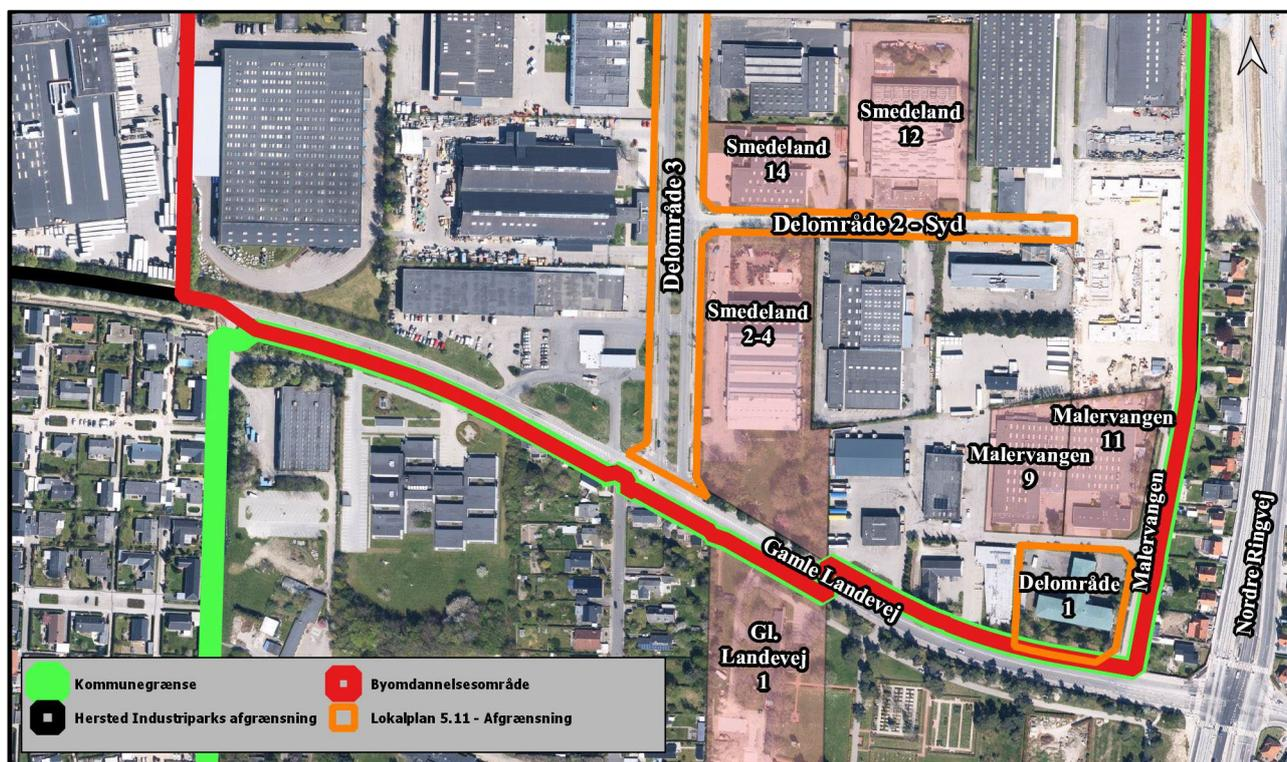 Smedeland
12
Smedeland
14
Delområde 3
Delområde 2 - Syd
Smedeland
2-4
Malervangen
11
Malervangen
9
Malervangen
Nordre Ringvej
Delområde
1
Gamle Landevej
Gl.
Landevej
1
Kommunegrænse
Byomdannelsesområde
Hersted Industriparks afgrænsning
Lokalplan 5.11 - Afgrænsning